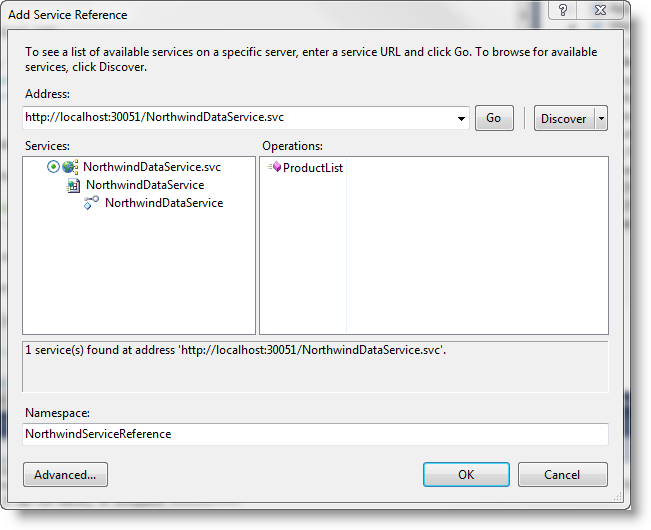 Add Service Reference
To see a list of available services on a specific server, enter a service URL and click Go. To browse for available
services, click Discover.
Address:
http://localhost:30051/NorthwindDataService.svc
Go
Discover
Services:
Operations:
NorthwindDataService.svc
NorthwindDataService
NorthwindDataService
ProductList
1 service(s) found at address 'http://localhost:30051/NorthwindDataService.svc'.
Namespace:
NorthwindServiceReference
Advanced...
OK
Cancel